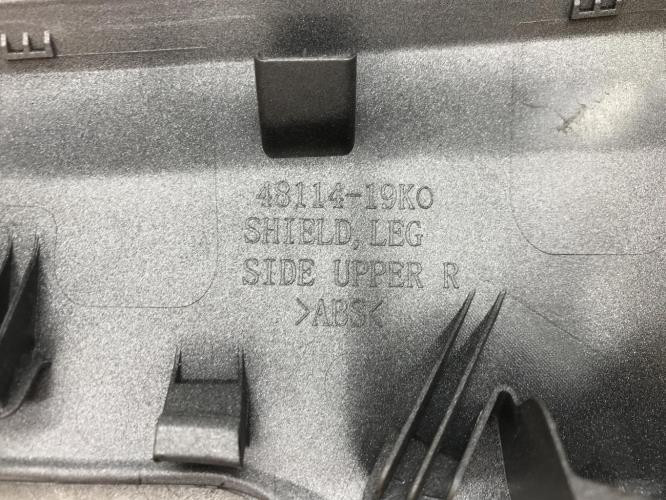 48114-19K0
SHIELD, LEG
SIDE UPPER R
>ABS<